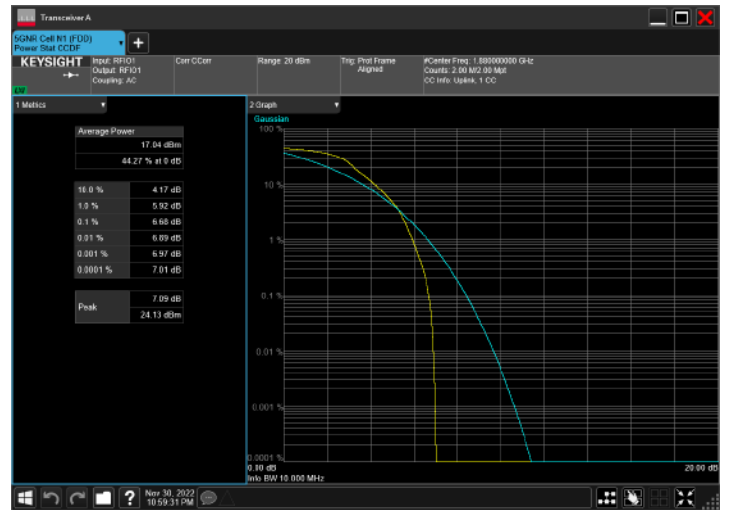 Transceiver A
5GNR Cell N1 (FDD)
Power Stat CCDF
KEYSIGHT
Input: RFIO1
Output: RFIO1
Coupling: AC
Corr CCorr
Range: 20 dBm
Trig: Prot Frame
Aligned
#Center Freq: 1.880000000 GHz
Counts: 2.00 M/2.00 Mpt
CC Info: Uplink, 1 CC
1 Metrics
2 Graph
Average Power
17.04 dBm
44.27 % at 0 dB
10.0 % 4.17 dB
1.0 % 5.92 dB
0.1 % 6.68 dB
0.01 % 6.89 dB
0.001 % 6.97 dB
0.0001 % 7.01 dB
Peak
7.09 dB
24.13 dBm
Gaussian
100 %
10 %
1 %
0.1 %
0.01 %
0.001 %
0.0001 %
0.00 dB
20.00 dB
Info BW 10.000 MHz
?
Nov 30, 2022
10:59:31 PM